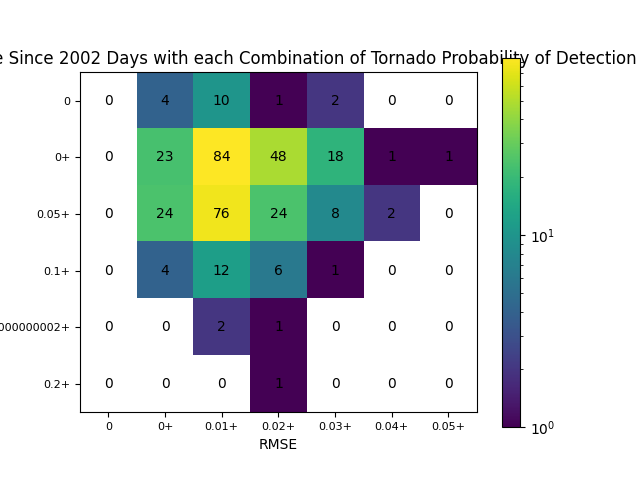 e Since 2002 Days with each Combination of Tornado Probability of Detection
0 0 4 10 1 2 0 0
0+ 0 23 84 48 18 1 1
0.05+ 0 24 76 24 8 2 0
0.1+ 0 4 12 6 1 0 0
000000002+ 0 0 2 1 0 0 0
0.2+ 0 0 0 1 0 0 0
0 0+ 0.01+ 0.02+ 0.03+ 0.04+ 0.05+
RMSE
10¹
10⁰